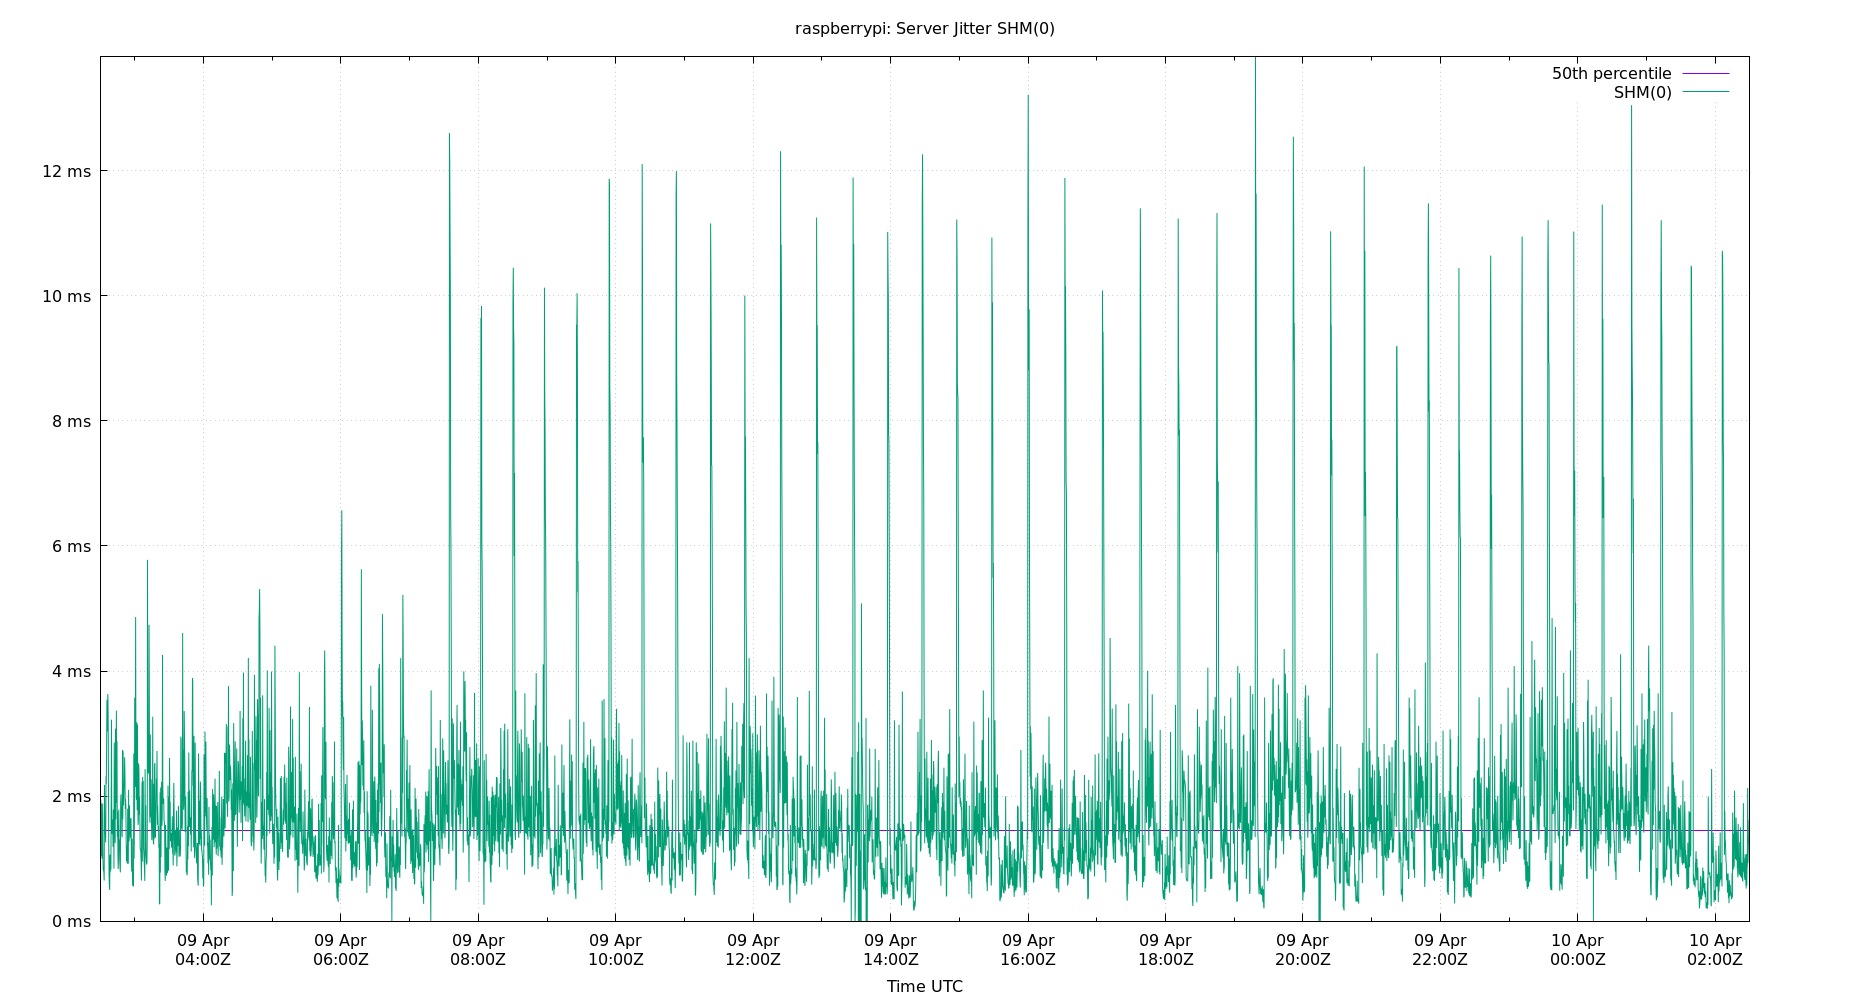 raspberrypi: Server Jitter SHM(0)
50th percentile
SHM(0)
12 ms
10 ms
8 ms
6 ms
4 ms
2 ms
0 ms
09 Apr 09 Apr 09 Apr 09 Apr 09 Apr 09 Apr 09 Apr 09 Apr 09 Apr 09 Apr 10 Apr 10 Apr
04:00Z 06:00Z 08:00Z 10:00Z 12:00Z 14:00Z 16:00Z 18:00Z 20:00Z 22:00Z 00:00Z 02:00Z
Time UTC